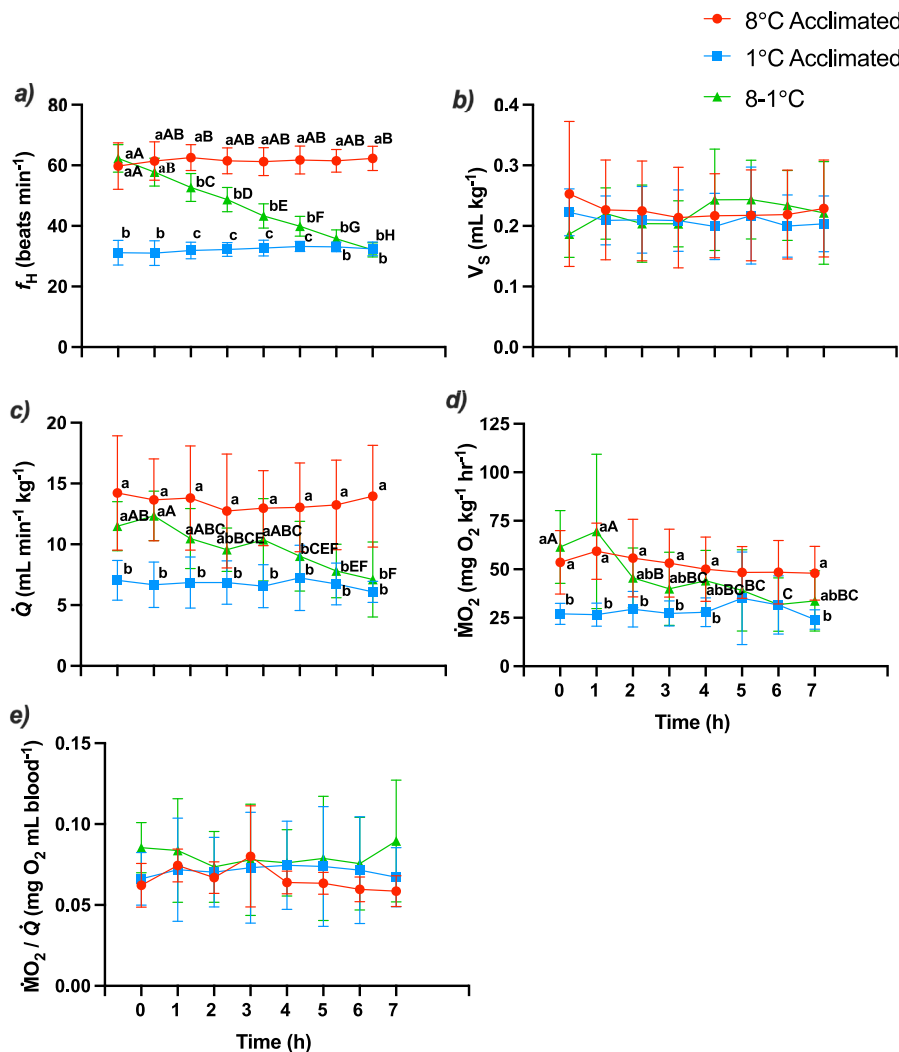 8°C Acclimated
1°C Acclimated
8-1°C
a)
80
60
40
20
0
fH (beats min⁻¹)
aA aAB aB aAB aAB aAB aAB aB
aA aB bC bD bE bF bG bH
b b c c c c b b
b)
0.4
0.3
0.2
0.1
0.0
VS (mL kg⁻¹)
c)
20
15
10
5
0
Q̇ (mL min⁻¹ kg⁻¹)
a a a a a a a a
aAB aA aABC abBCE aABC bCEF bEF bF
b b b b b b b b
d)
125
100
75
50
25
0
ṀO₂ (mg O₂ kg⁻¹ hr⁻¹)
aA aA
a a a a a a
abB abBC abBC BC C abBC
b b b b b b
0 1 2 3 4 5 6 7
Time (h)
e)
0.15
0.10
0.05
0.00
ṀO₂ / Q̇ (mg O₂ mL blood⁻¹)
0 1 2 3 4 5 6 7
Time (h)